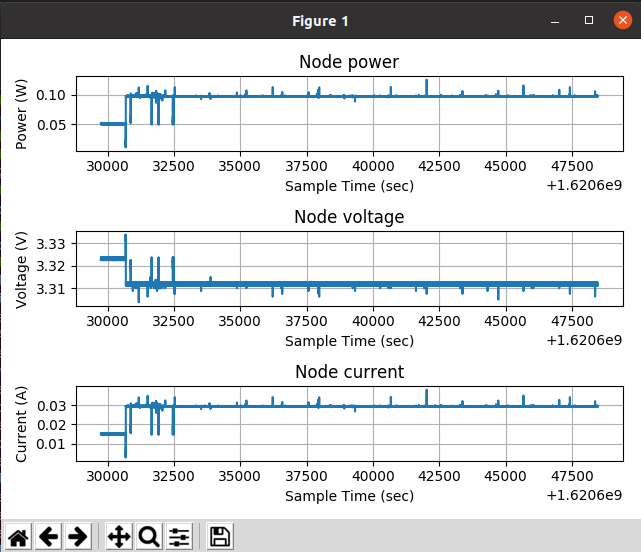 Figure 1
Node power
Power (W)
0.10
0.05
30000 32500 35000 37500 40000 42500 45000 47500
Sample Time (sec)
+1.6206e9
Node voltage
Voltage (V)
3.33
3.32
3.31
30000 32500 35000 37500 40000 42500 45000 47500
Sample Time (sec)
+1.6206e9
Node current
Current (A)
0.03
0.02
0.01
30000 32500 35000 37500 40000 42500 45000 47500
Sample Time (sec)
+1.6206e9